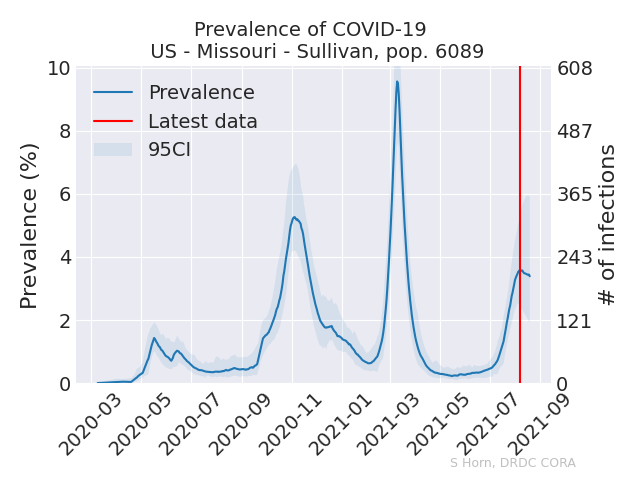 Prevalence of COVID-19
US - Missouri - Sullivan, pop. 6089
Prevalence
Latest data
95CI
Prevalence (%)
10
8
6
4
2
0
608
487
365
243
121
0
# of infections
2020-03
2020-05
2020-07
2020-09
2020-11
2021-01
2021-03
2021-05
2021-07
2021-09
S Horn, DRDC CORA